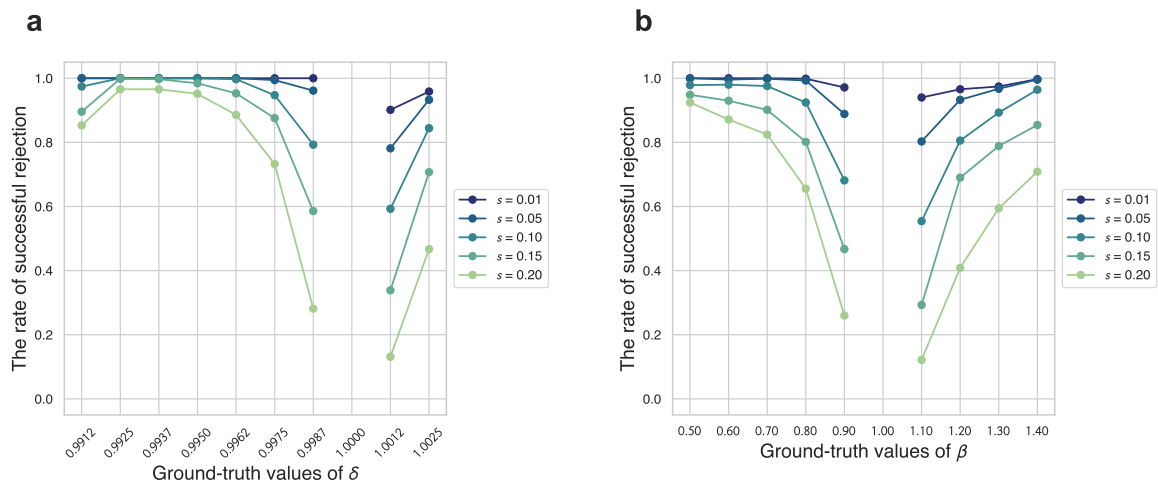 a
The rate of successful rejection
1.0
0.8
0.6
0.4
0.2
0.0
0.9912 0.9925 0.9937 0.9950 0.9962 0.9975 0.9987 1.0000 1.0012 1.0025
Ground-truth values of δ
s = 0.01
s = 0.05
s = 0.10
s = 0.15
s = 0.20
b
The rate of successful rejection
1.0
0.8
0.6
0.4
0.2
0.0
0.50 0.60 0.70 0.80 0.90 1.00 1.10 1.20 1.30 1.40
Ground-truth values of β
s = 0.01
s = 0.05
s = 0.10
s = 0.15
s = 0.20